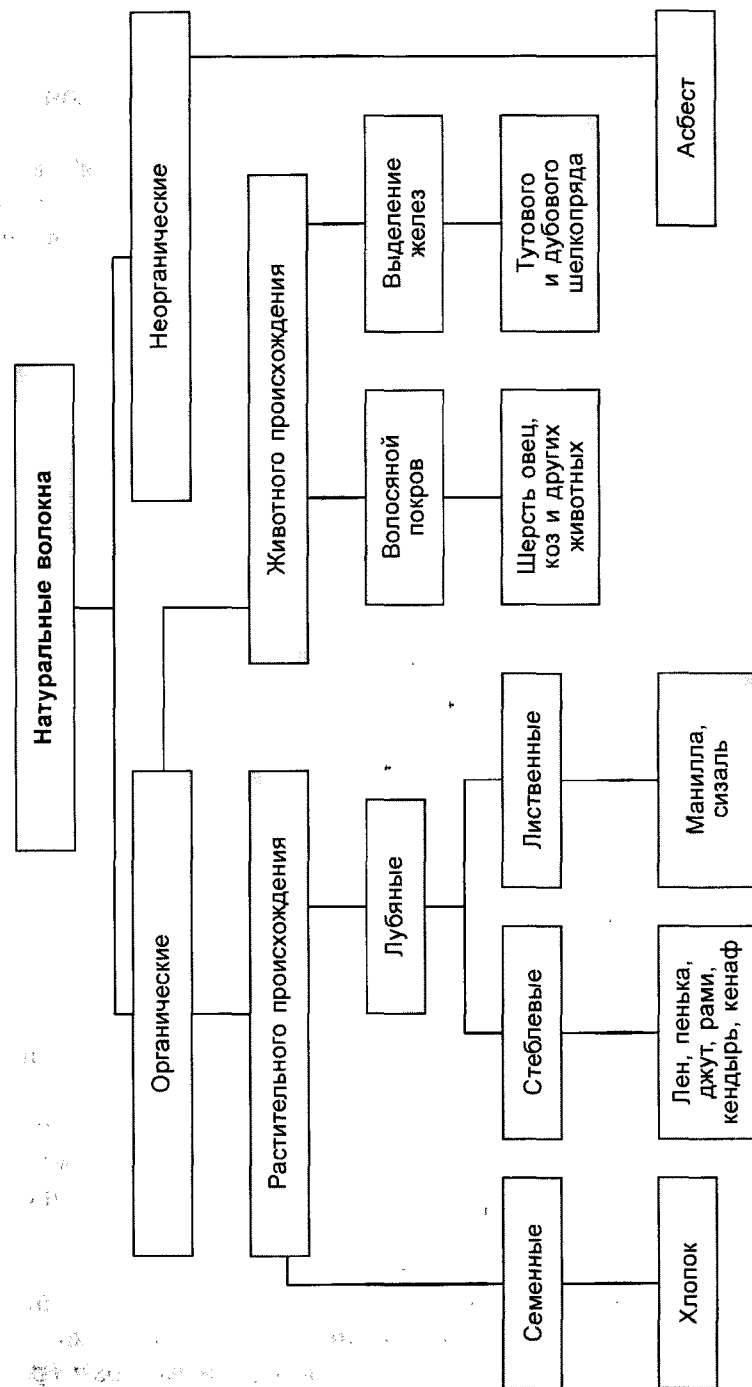 Натуральные волокна
Органические
Неорганические
Растительного происхождения
Животного происхождения
Лубяные
Волосяной
покров
Выделение
желез
Семенные
Стеблевые
Лиственные
Шерсть овец,
коз и других
животных
Тутового
и дубового
шелкопряда
Хлопок
Лен, пенька,
джут, рами,
кендырь, кенаф
Манилла,
сизаль
Асбест